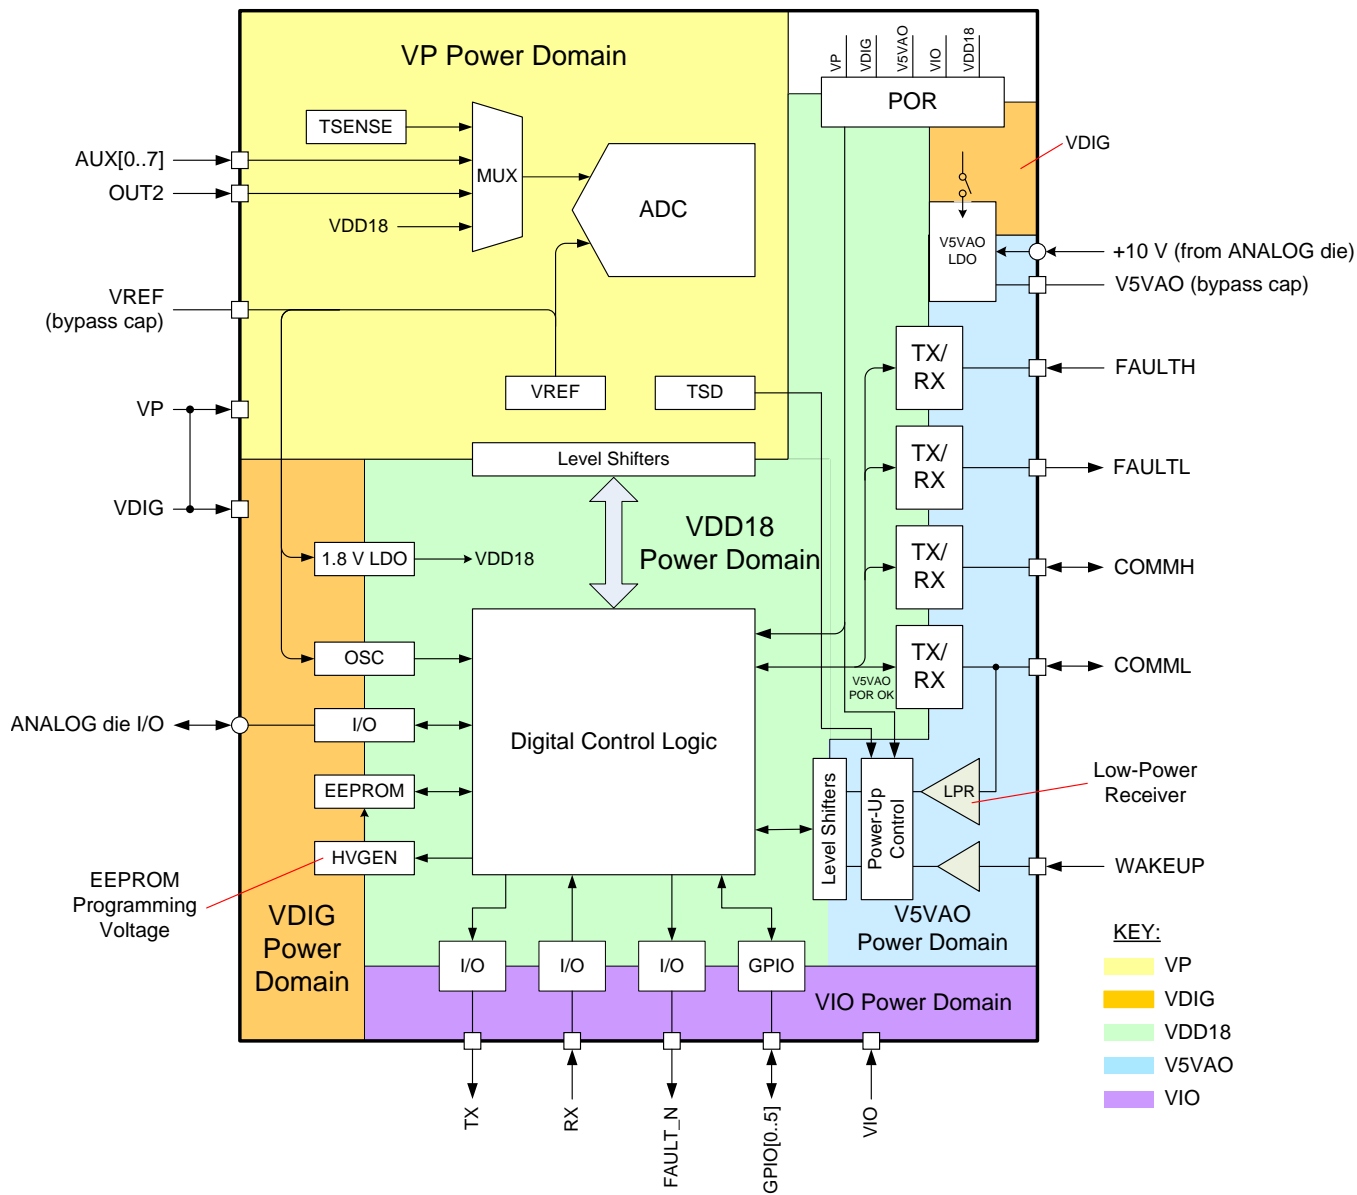 VP Power Domain
VP
VDIG
V5VAO
VIO
VDD18
POR
TSENSE
VDIG
AUX[0..7]
MUX
OUT2
ADC
VDD18
V5VAO
LDO
+10 V (from ANALOG die)
V5VAO (bypass cap)
VREF
(bypass cap)
TX/
RX
FAULTH
VREF
TSD
VP
Level Shifters
TX/
RX
FAULTL
VDIG
VDD18
Power Domain
1.8 V LDO
VDD18
TX/
RX
COMMH
OSC
TX/
RX
COMML
V5VAO
POR OK
ANALOG die I/O
I/O
Digital Control Logic
EEPROM
Level Shifters
Power-Up
Control
LPR
Low-Power
Receiver
HVGEN
WAKEUP
EEPROM
Programming
Voltage
VDIG
Power
Domain
V5VAO
Power Domain
I/O
I/O
I/O
GPIO
VIO Power Domain
KEY:
VP
VDIG
VDD18
V5VAO
VIO
TX
RX
FAULT_N
GPIO[0..5]
VIO